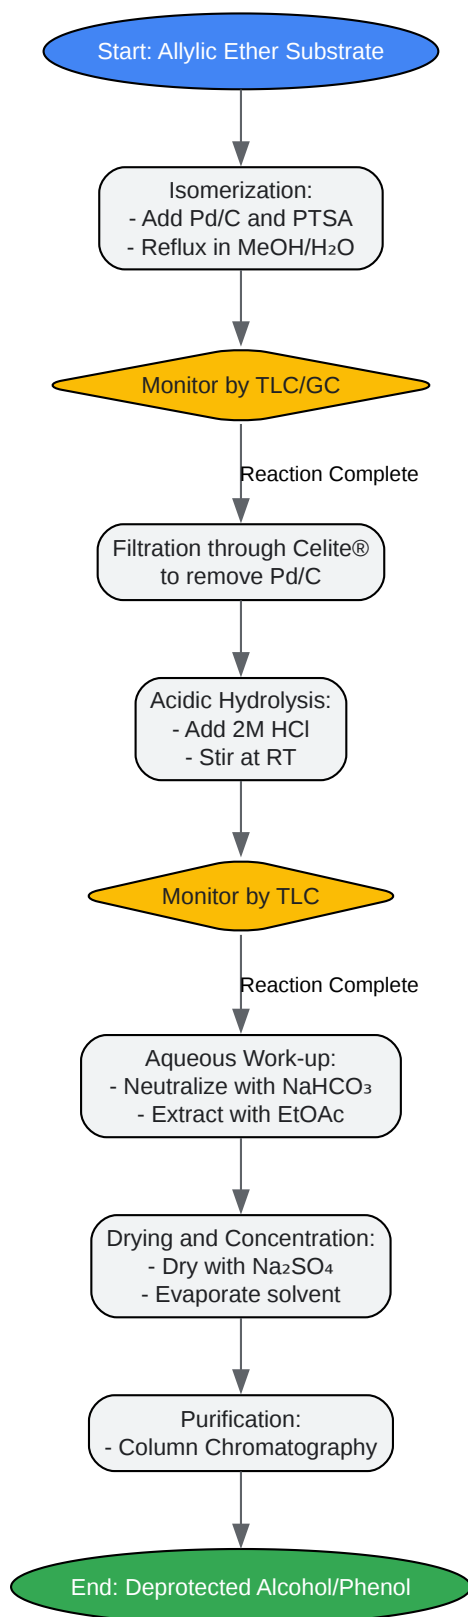 Start: Allylic Ether Substrate
Isomerization:
- Add Pd/C and PTSA
- Reflux in MeOH/H₂O
Monitor by TLC/GC
Reaction Complete
Filtration through Celite®
to remove Pd/C
Acidic Hydrolysis:
- Add 2M HCl
- Stir at RT
Monitor by TLC
Reaction Complete
Aqueous Work-up:
- Neutralize with NaHCO₃
- Extract with EtOAc
Drying and Concentration:
- Dry with Na₂SO₄
- Evaporate solvent
Purification:
- Column Chromatography
End: Deprotected Alcohol/Phenol